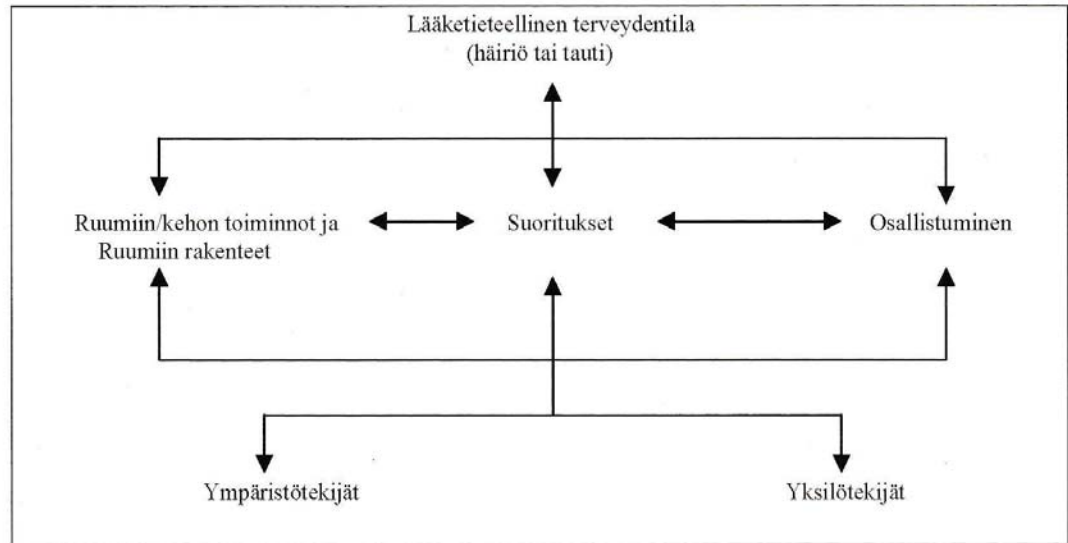 Lääketieteellinen terveydentila
(häiriö tai tauti)
Ruumiin/kehon toiminnot ja
Ruumiin rakenteet
Suoritukset
Osallistuminen
Ympäristötekijät
Yksilötekijät